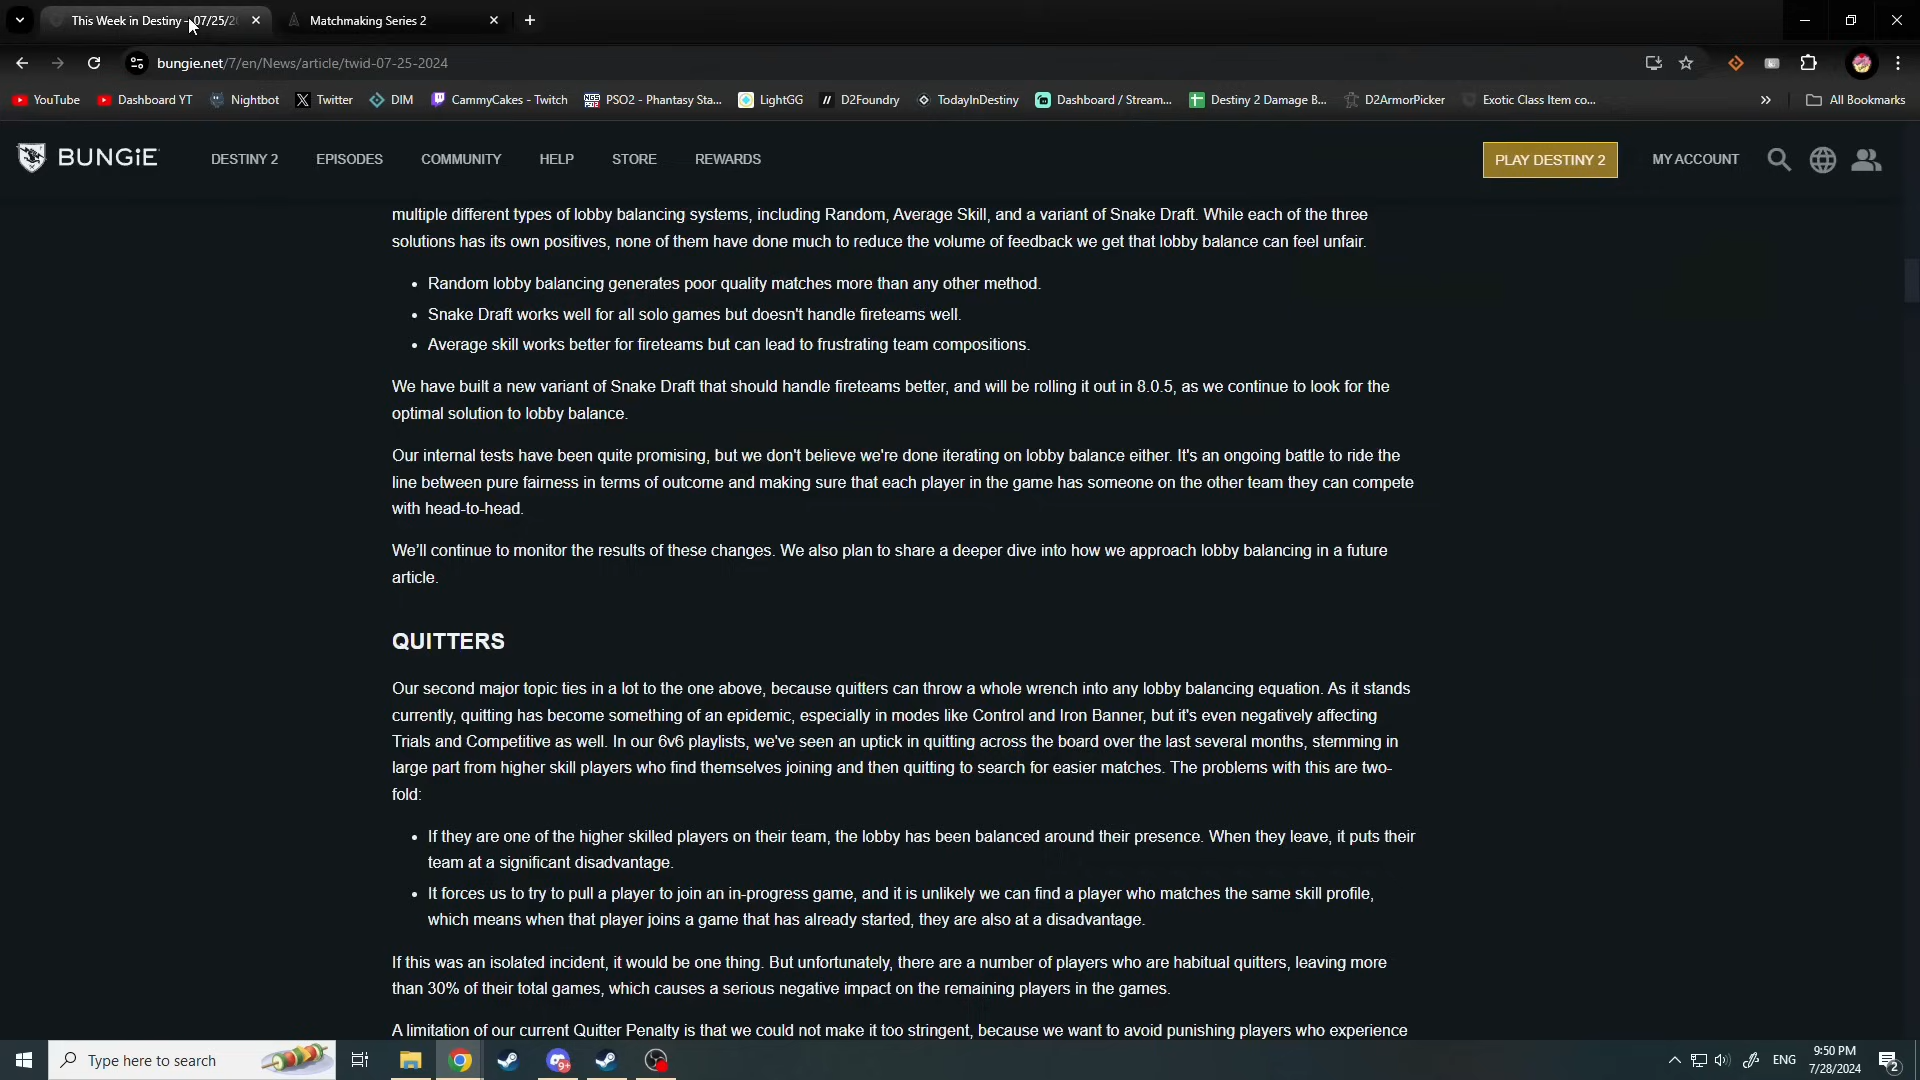 This Week in Destiny - 07/25/2
Matchmaking Series 2
bungie.net/7/en/News/article/twid-07-25-2024
YouTube
Dashboard YT
Nightbot
Twitter
DIM
CammyCakes - Twitch
PSO2 - Phantasy Sta...
LightGG
D2Foundry
TodayInDestiny
Dashboard / Stream...
Destiny 2 Damage B...
D2ArmorPicker
Exotic Class Item co...
All Bookmarks
BUNGiE
DESTINY 2
EPISODES
COMMUNITY
HELP
STORE
REWARDS
PLAY DESTINY 2
MY ACCOUNT
multiple different types of lobby balancing systems, including Random, Average Skill, and a variant of Snake Draft. While each of the three
solutions has its own positives, none of them have done much to reduce the volume of feedback we get that lobby balance can feel unfair.
• Random lobby balancing generates poor quality matches more than any other method.
• Snake Draft works well for all solo games but doesn't handle fireteams well.
• Average skill works better for fireteams but can lead to frustrating team compositions.
We have built a new variant of Snake Draft that should handle fireteams better, and will be rolling it out in 8.0.5, as we continue to look for the
optimal solution to lobby balance.
Our internal tests have been quite promising, but we don't believe we're done iterating on lobby balance either. It's an ongoing battle to ride the
line between pure fairness in terms of outcome and making sure that each player in the game has someone on the other team they can compete
with head-to-head.
We'll continue to monitor the results of these changes. We also plan to share a deeper dive into how we approach lobby balancing in a future
article.
QUITTERS
Our second major topic ties in a lot to the one above, because quitters can throw a whole wrench into any lobby balancing equation. As it stands
currently, quitting has become something of an epidemic, especially in modes like Control and Iron Banner, but it's even negatively affecting
Trials and Competitive as well. In our 6v6 playlists, we've seen an uptick in quitting across the board over the last several months, stemming in
large part from higher skill players who find themselves joining and then quitting to search for easier matches. The problems with this are two-
fold:
• If they are one of the higher skilled players on their team, the lobby has been balanced around their presence. When they leave, it puts their
team at a significant disadvantage.
• It forces us to try to pull a player to join an in-progress game, and it is unlikely we can find a player who matches the same skill profile,
which means when that player joins a game that has already started, they are also at a disadvantage.
If this was an isolated incident, it would be one thing. But unfortunately, there are a number of players who are habitual quitters, leaving more
than 30% of their total games, which causes a serious negative impact on the remaining players in the games.
A limitation of our current Quitter Penalty is that we could not make it too stringent, because we want to avoid punishing players who experience
Type here to search
9+
ENG
9:50 PM
7/28/2024
2